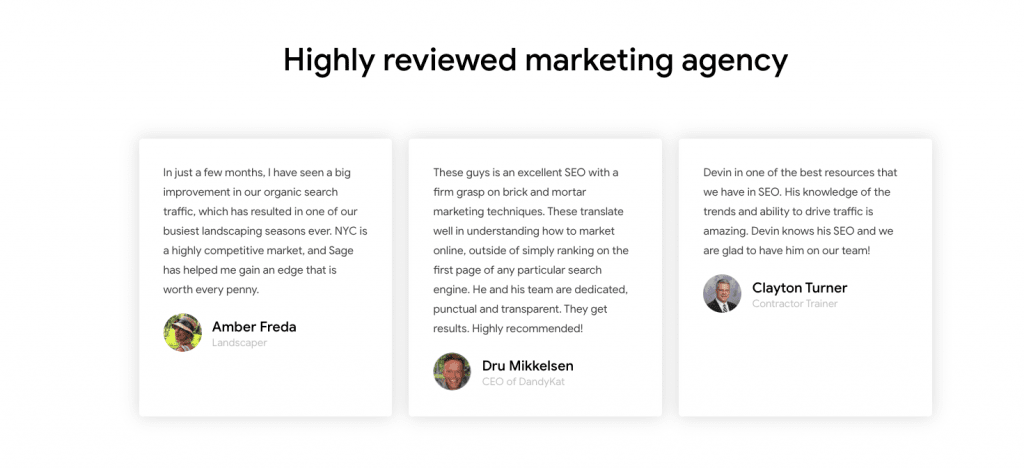 Highly reviewed marketing agency
In just a few months, I have seen a big
improvement in our organic search
traffic, which has resulted in one of our
busiest landscaping seasons ever. NYC is
a highly competitive market, and Sage
has helped me gain an edge that is
worth every penny.
Amber Freda
Landscaper
These guys is an excellent SEO with a
firm grasp on brick and mortar
marketing techniques. These translate
well in understanding how to market
online, outside of simply ranking on the
first page of any particular search
engine. He and his team are dedicated,
punctual and transparent. They get
results. Highly recommended!
Dru Mikkelsen
CEO of DandyKat
Devin in one of the best resources that
we have in SEO. His knowledge of the
trends and ability to drive traffic is
amazing. Devin knows his SEO and we
are glad to have him on our team!
Clayton Turner
Contractor Trainer